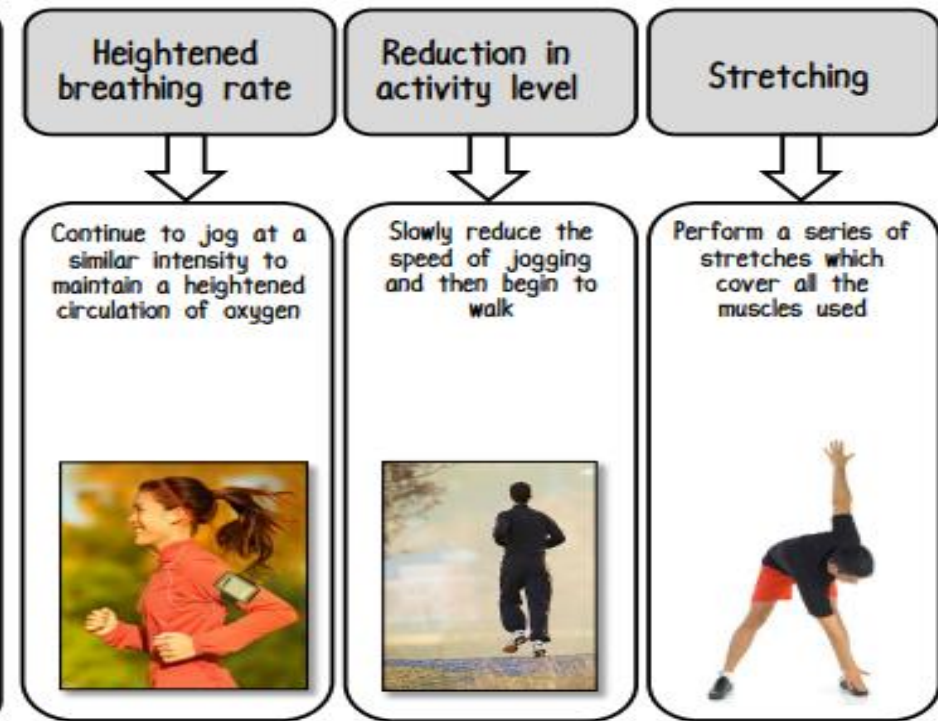 Heightened
breathing rate
Continue to jog at a
similar intensity to
maintain a heightened
circulation of oxygen
Reduction in
activity level
Slowly reduce the
speed of jogging
and then begin to
walk
Stretching
Perform a series of
stretches which
cover all the
muscles used